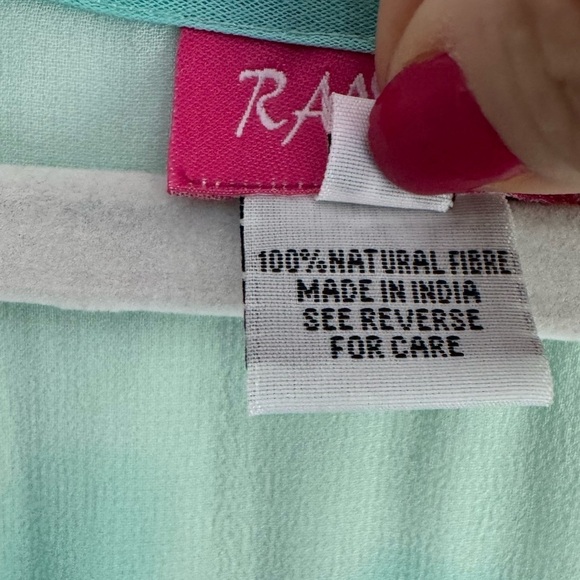 100% NATURAL FIBRE
MADE IN INDIA
SEE REVERSE
FOR CARE